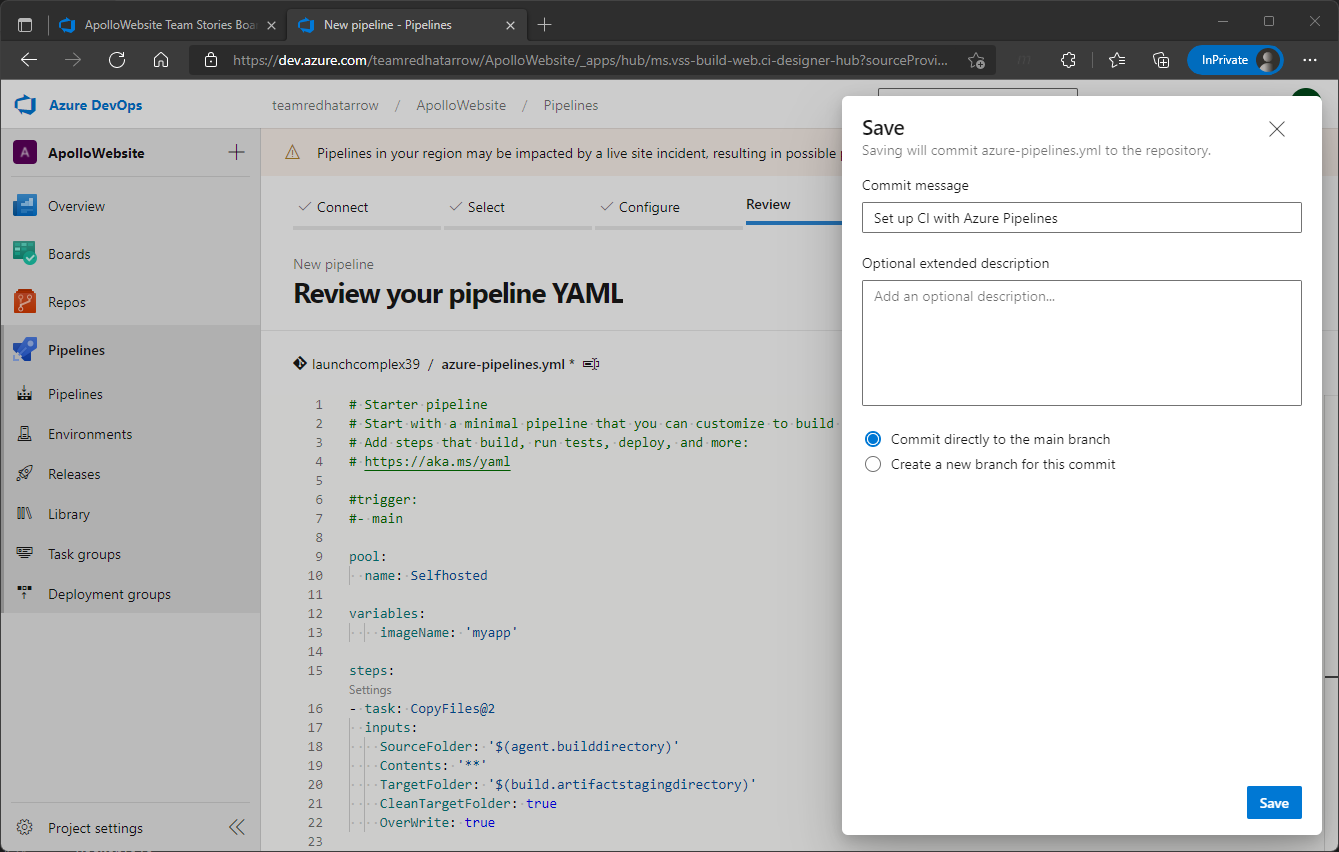 ApolloWebsite Team Stories Boa
New pipeline - Pipelines
https://dev.azure.com/teamredhatarrow/ApolloWebsite/_apps/hub/ms.vss-build-web.ci-designer-hub?sourceProvi...
InPrivate
Azure DevOps
teamredhatarrow / ApolloWebsite / Pipelines
A ApolloWebsite
Overview
Boards
Repos
Pipelines
Pipelines
Environments
Releases
Library
Task groups
Deployment groups
Project settings
Pipelines in your region may be impacted by a live site incident, resulting in possible
Connect
Select
Configure
Review
New pipeline
Review your pipeline YAML
launchcomplex39 / azure-pipelines.yml *
1 # Starter pipeline
2 # Start with a minimal pipeline that you can customize to build
3 # Add steps that build, run tests, deploy, and more:
4 # https://aka.ms/yaml
5
6 #trigger:
7 #- main
8
9 pool:
10 name: Selfhosted
11
12 variables:
13 imageName: 'myapp'
14
15 steps:
Settings
16 - task: CopyFiles@2
17 inputs:
18 SourceFolder: '$(agent.builddirectory)'
19 Contents: '**'
20 TargetFolder: '$(build.artifactstagingdirectory)'
21 CleanTargetFolder: true
22 OverWrite: true
23
Save
Saving will commit azure-pipelines.yml to the repository.
Commit message
Set up CI with Azure Pipelines
Optional extended description
Add an optional description...
Commit directly to the main branch
Create a new branch for this commit
Save